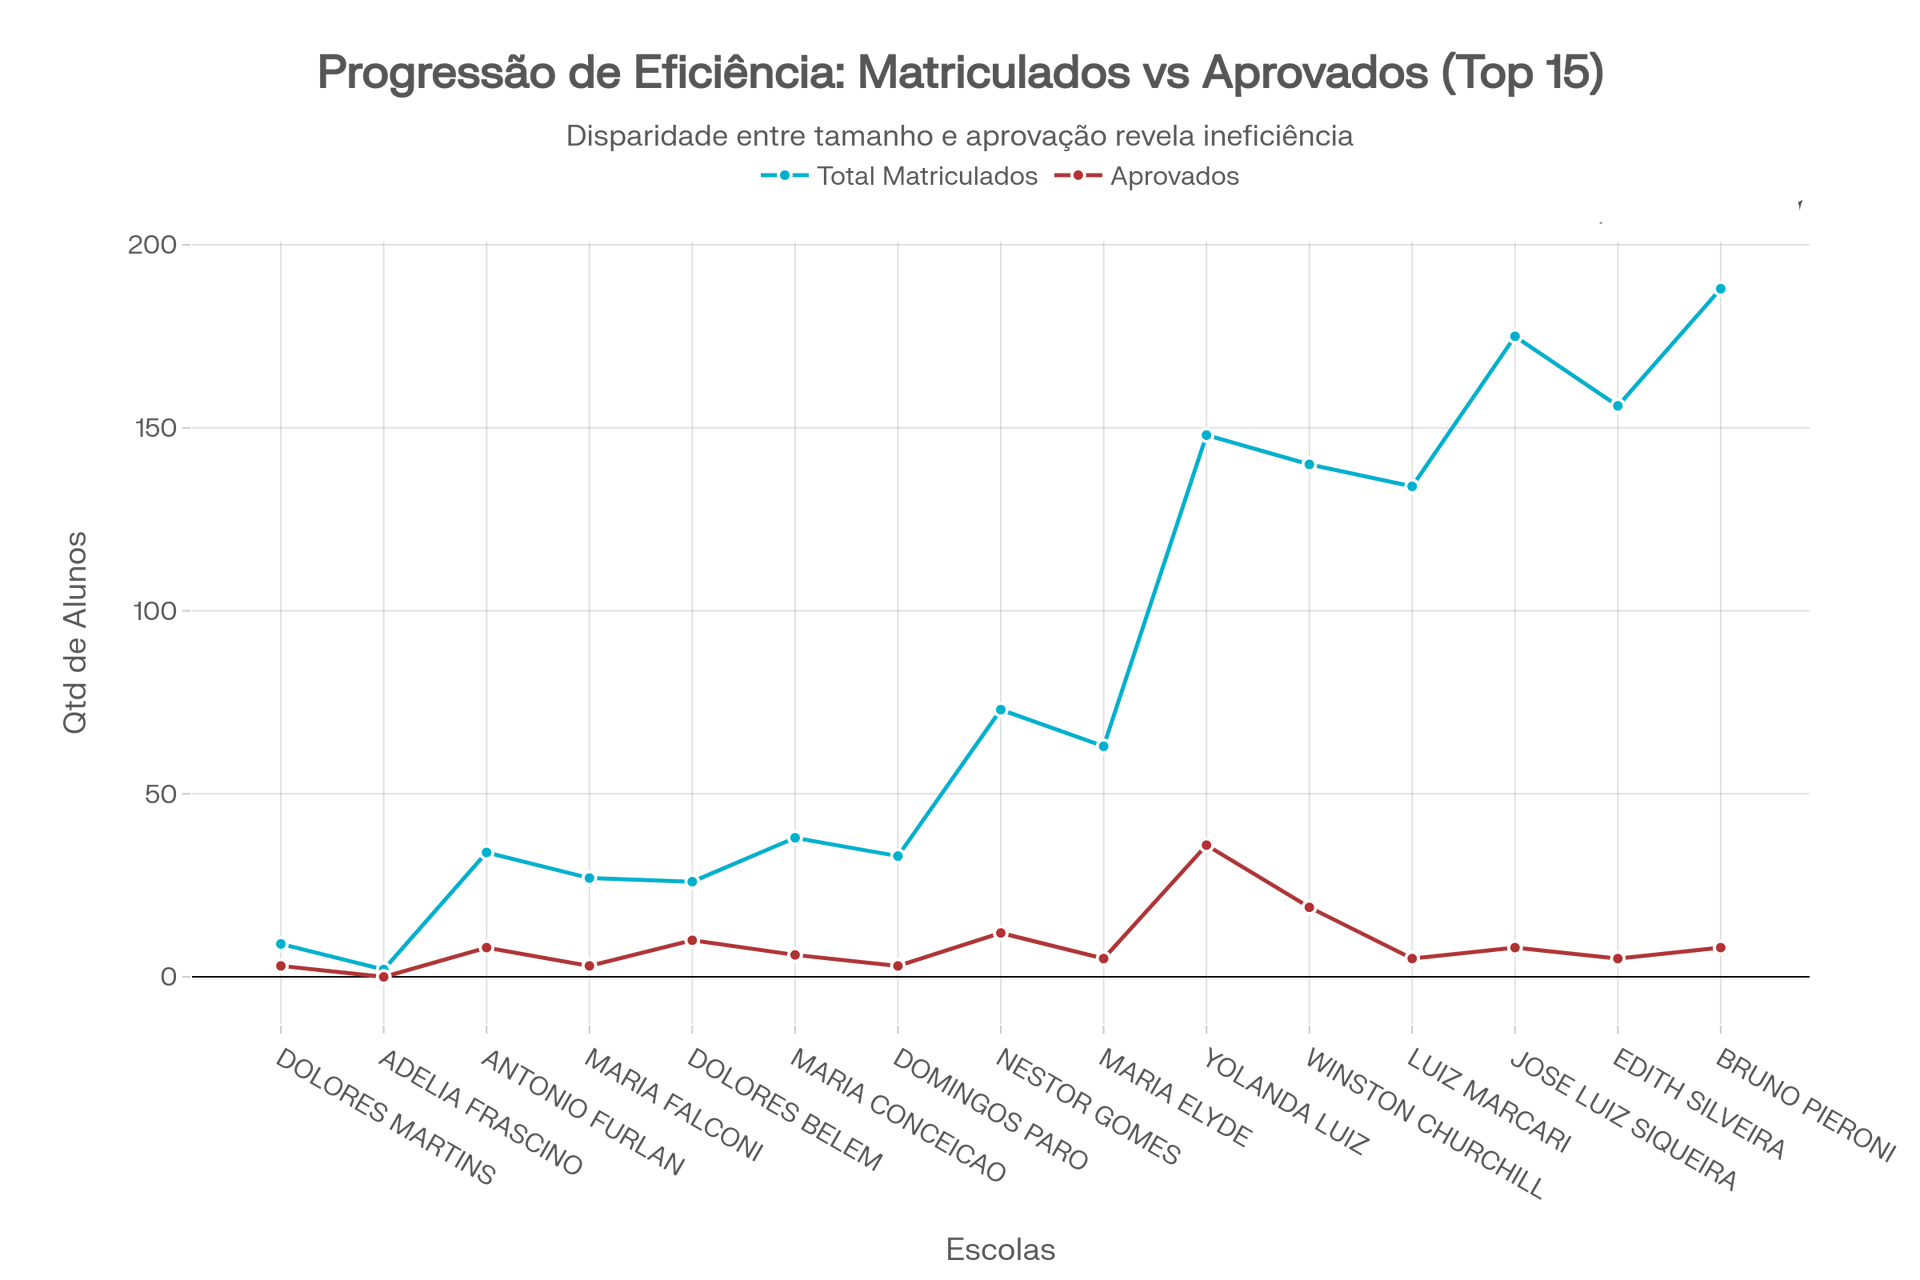 Progressão de Eficiência: Matriculados vs Aprovados (Top 15)
Disparidade entre tamanho e aprovação revela ineficiência
Total Matriculados
Aprovados
Qtd de Alunos
200
150
100
50
0
DOLORES MARTINS
ADELIA FRASCINO
ANTONIO FURLAN
MARIA FALCONI
DOLORES BELEM
MARIA CONCEICAO
DOMINGOS PARO
NESTOR GOMES
MARIA ELYDE
YOLANDA LUIZ
WINSTON CHURCHILL
LUIZ MARCARI
JOSE LUIZ SIQUEIRA
EDITH SILVEIRA
BRUNO PIERONI
Escolas